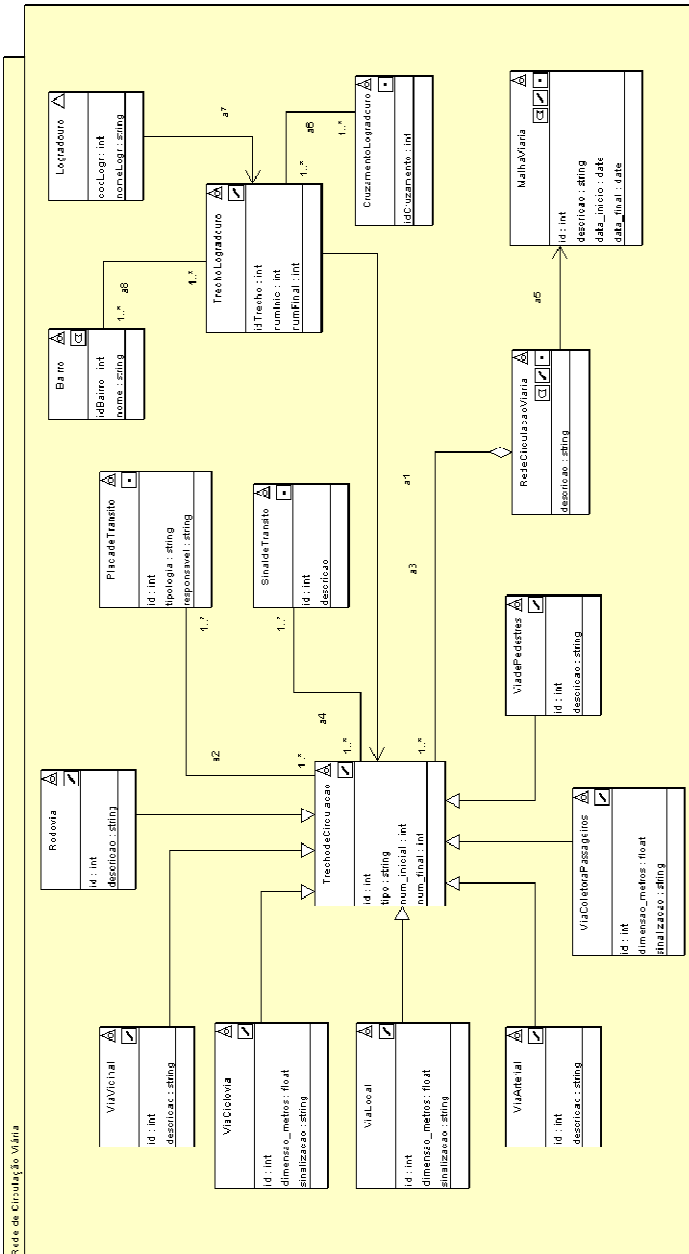 Rede de Circulação Viária
Rodovia
id : int
descricao : string
Bairro
idBairro : int
nome : string
Logradouro
codLogr : int
nomeLogr : string
ViaVicinal
id : int
descricao : string
PlacadeTransito
id : int
tipologia : string
responsavel : string
1..*
a8
1..*
a7
a2
1..*
1..*
ViaCiclovia
id : int
dimensao_metros : float
sinalizacao : string
SinaldeTransito
id : int
descricao
1..*
a4
1..*
TrechoLogradouro
idTrecho : int
numInic : int
numFinal : int
1..*
a6
1..*
TrechodeCirculacao
id : int
tipo : string
num_inicial : int
num_final : int
CruzamentoLogradouro
idCruzamento : int
ViaLocal
id : int
dimensao_metros : float
sinalizacao : string
1..*
a3
a1
ViaArterial
id : int
descricao : string
ViadePedestres
id : int
descricao : string
RedeCirculacaoViaria
descricao : string
a5
MalhaViaria
id : int
descricao : string
data_inicio : date
data_final : date
ViaColetoraPassageiros
id : int
dimensao_metros : float
sinalizacao : string